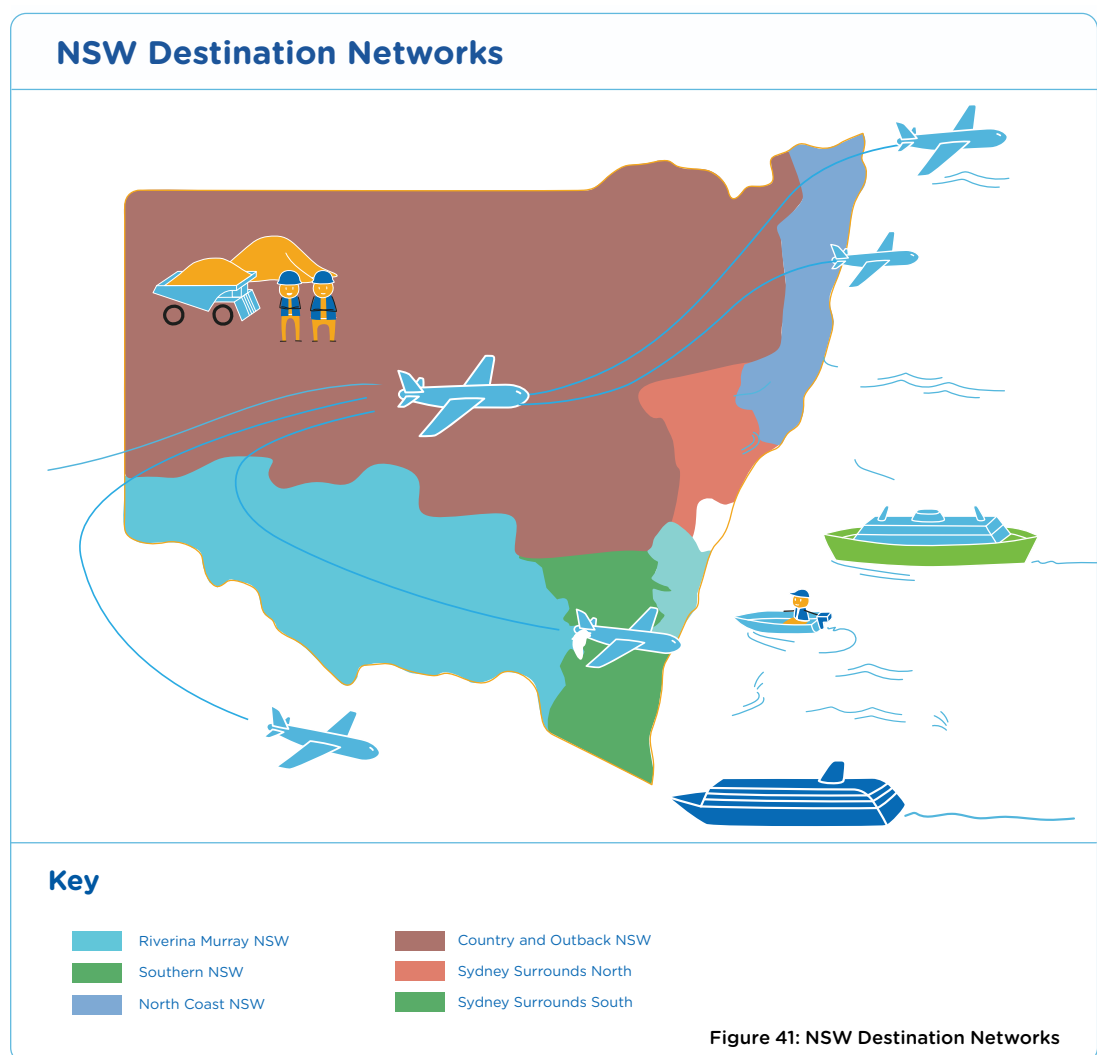 NSW Destination Networks
Key
Riverina Murray NSW
Southern NSW
North Coast NSW
Country and Outback NSW
Sydney Surrounds North
Sydney Surrounds South
Figure 41: NSW Destination Networks